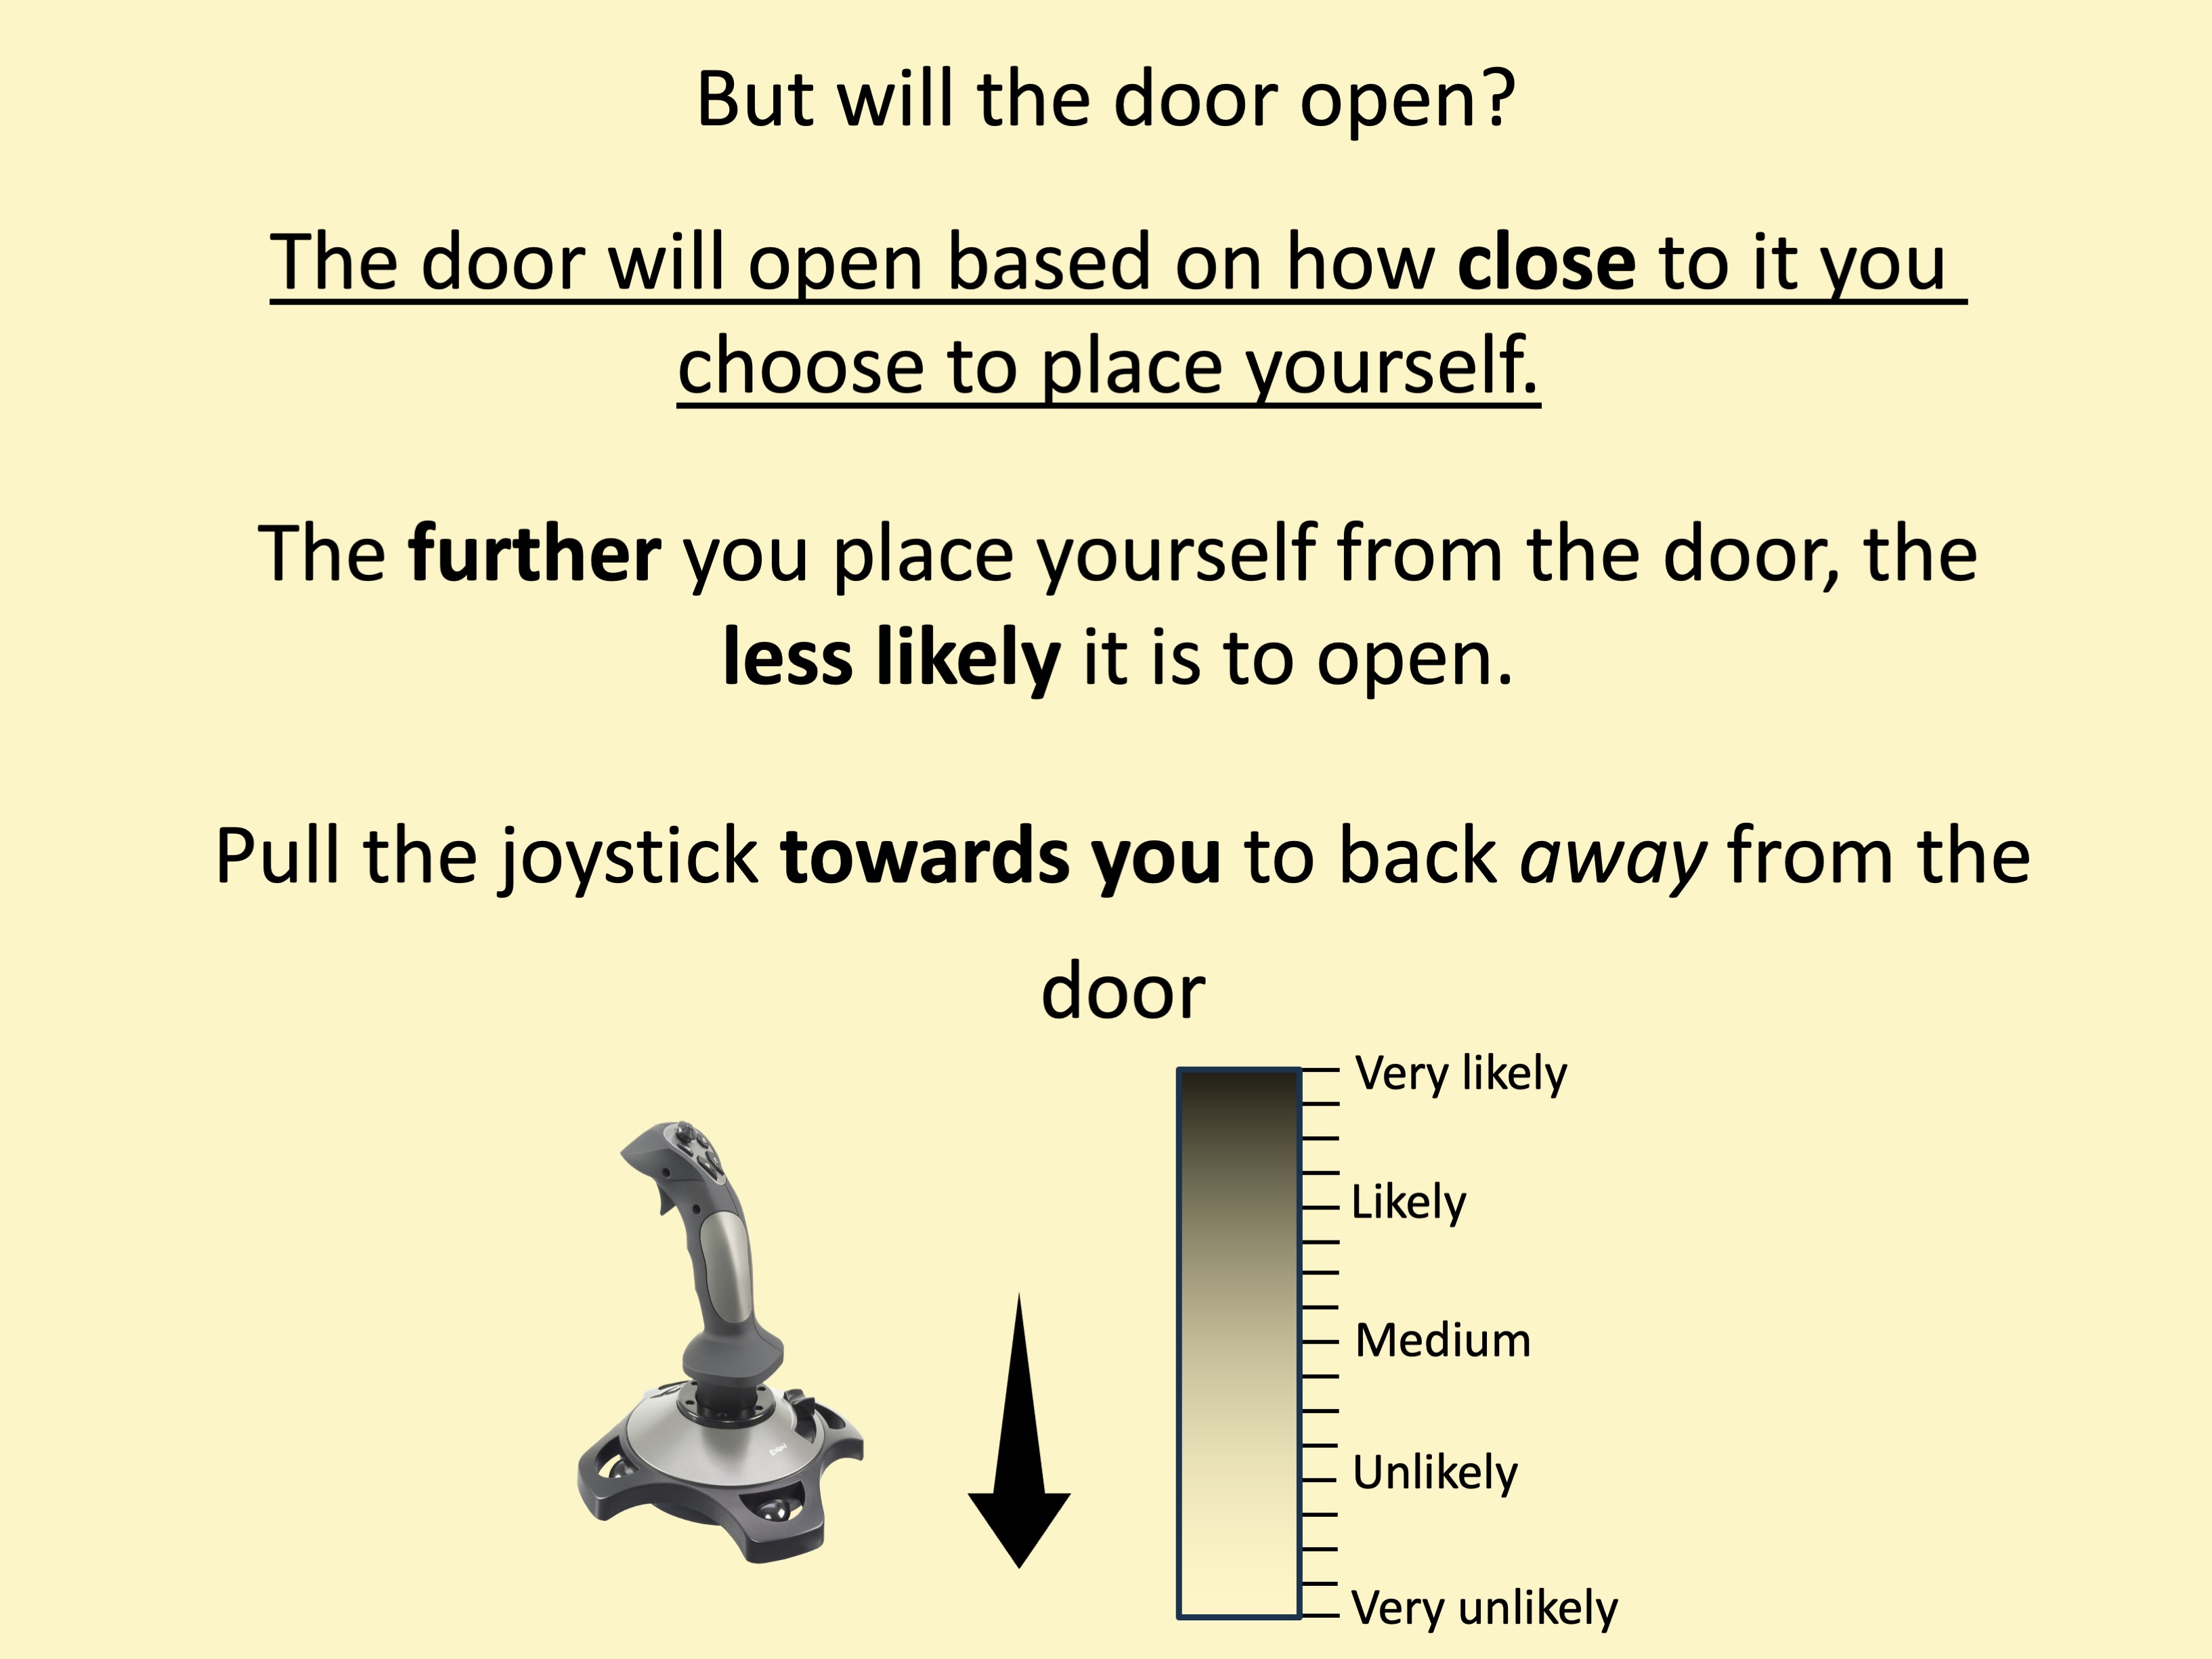 But will the door open?
The door will open based on how close to it you
choose to place yourself.
The further you place yourself from the door, the
less likely it is to open.
Pull the joystick towards you to back away from the
door
Very likely
Likely
Medium
Unlikely
Very unlikely